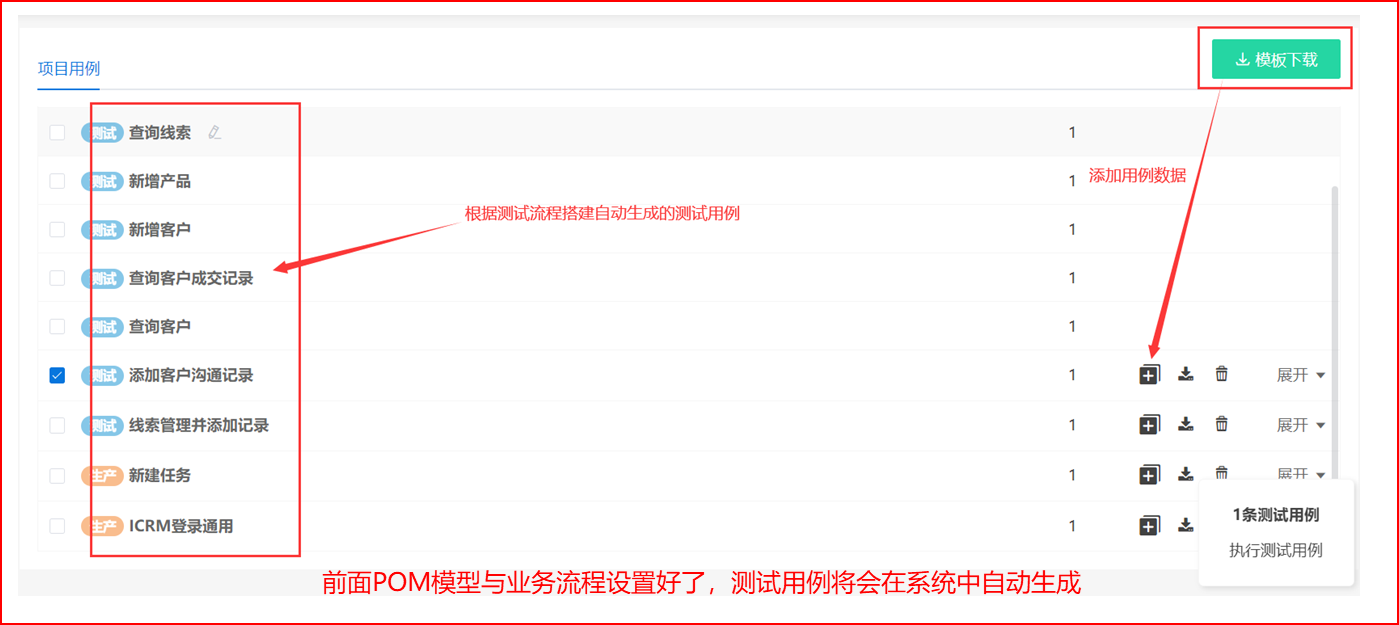 模板下载
项目用例
测试 查询线索 1
添加用例数据
测试 新增产品 1
根据测试流程搭建自动生成的测试用例
测试 新增客户 1
测试 查询客户成交记录 1
测试 查询客户 1
测试 添加客户沟通记录 1 展开
测试 线索管理并添加记录 1 展开
生产 新建任务 1 展开
生产 ICRM登录通用 1
1条测试用例
执行测试用例
前面POM模型与业务流程设置好了，测试用例将会在系统中自动生成